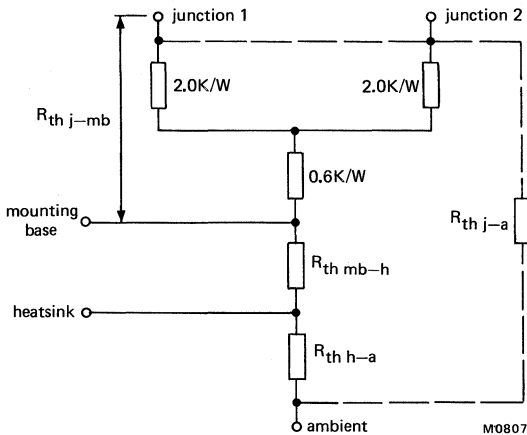 junction 1
junction 2
2.0K/W
2.0K/W
R th j–mb
0.6K/W
mounting
base
R th j–a
R th mb–h
heatsink
R th h–a
ambient
M0807